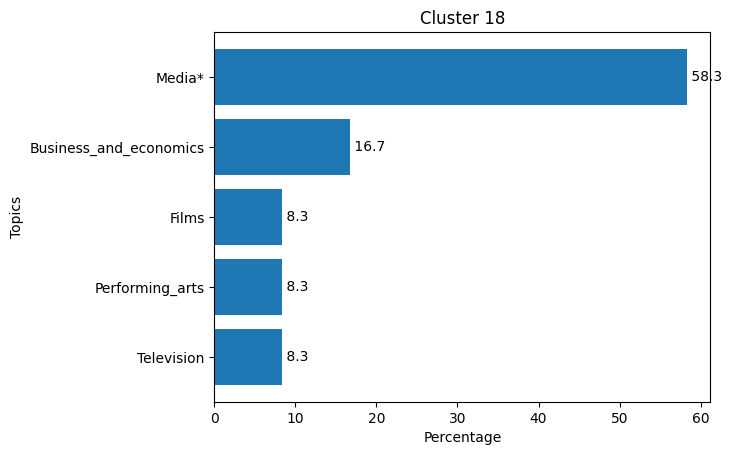 Cluster 18
Topics
Media*
58.3
Business_and_economics
16.7
Films
8.3
Performing_arts
8.3
Television
8.3
0 10 20 30 40 50 60
Percentage